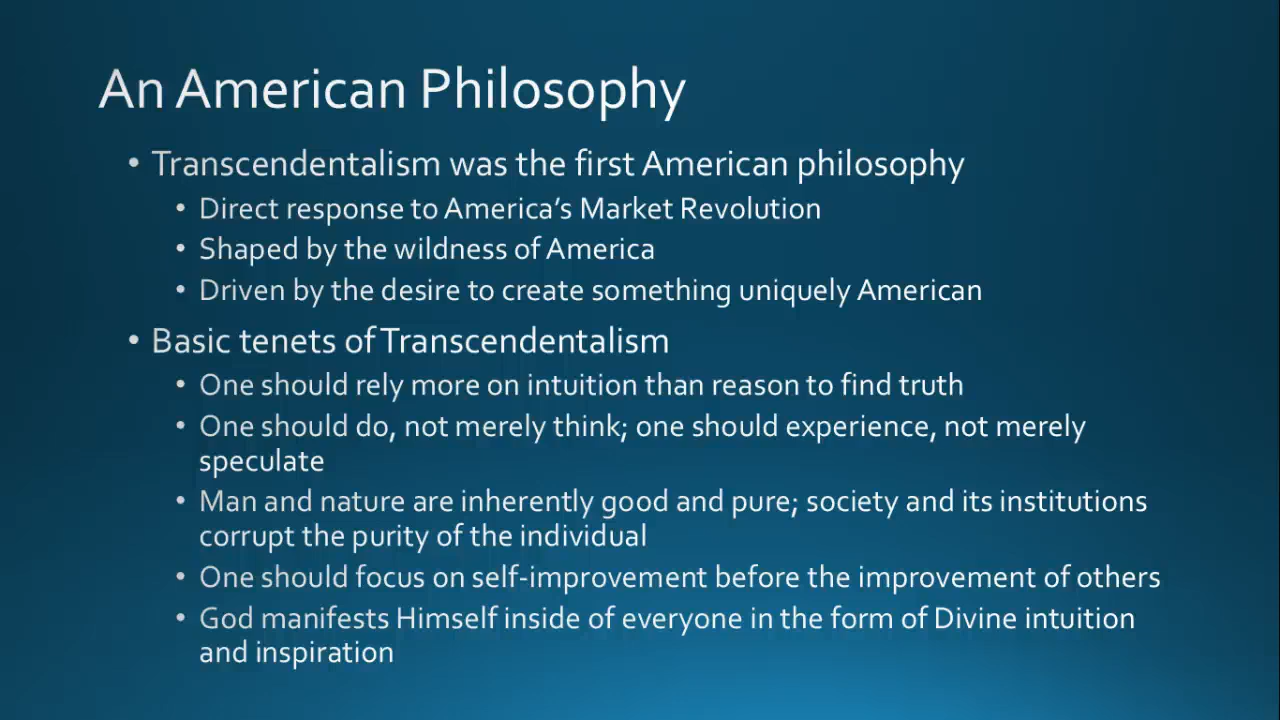 An American Philosophy
• Transcendentalism was the first American philosophy
• Direct response to America's Market Revolution
• Shaped by the wildness of America
• Driven by the desire to create something uniquely American
• Basic tenets of Transcendentalism
• One should rely more on intuition than reason to find truth
• One should do, not merely think; one should experience, not merely
speculate
• Man and nature are inherently good and pure; society and its institutions
corrupt the purity of the individual
• One should focus on self-improvement before the improvement of others
• God manifests Himself inside of everyone in the form of Divine intuition
and inspiration